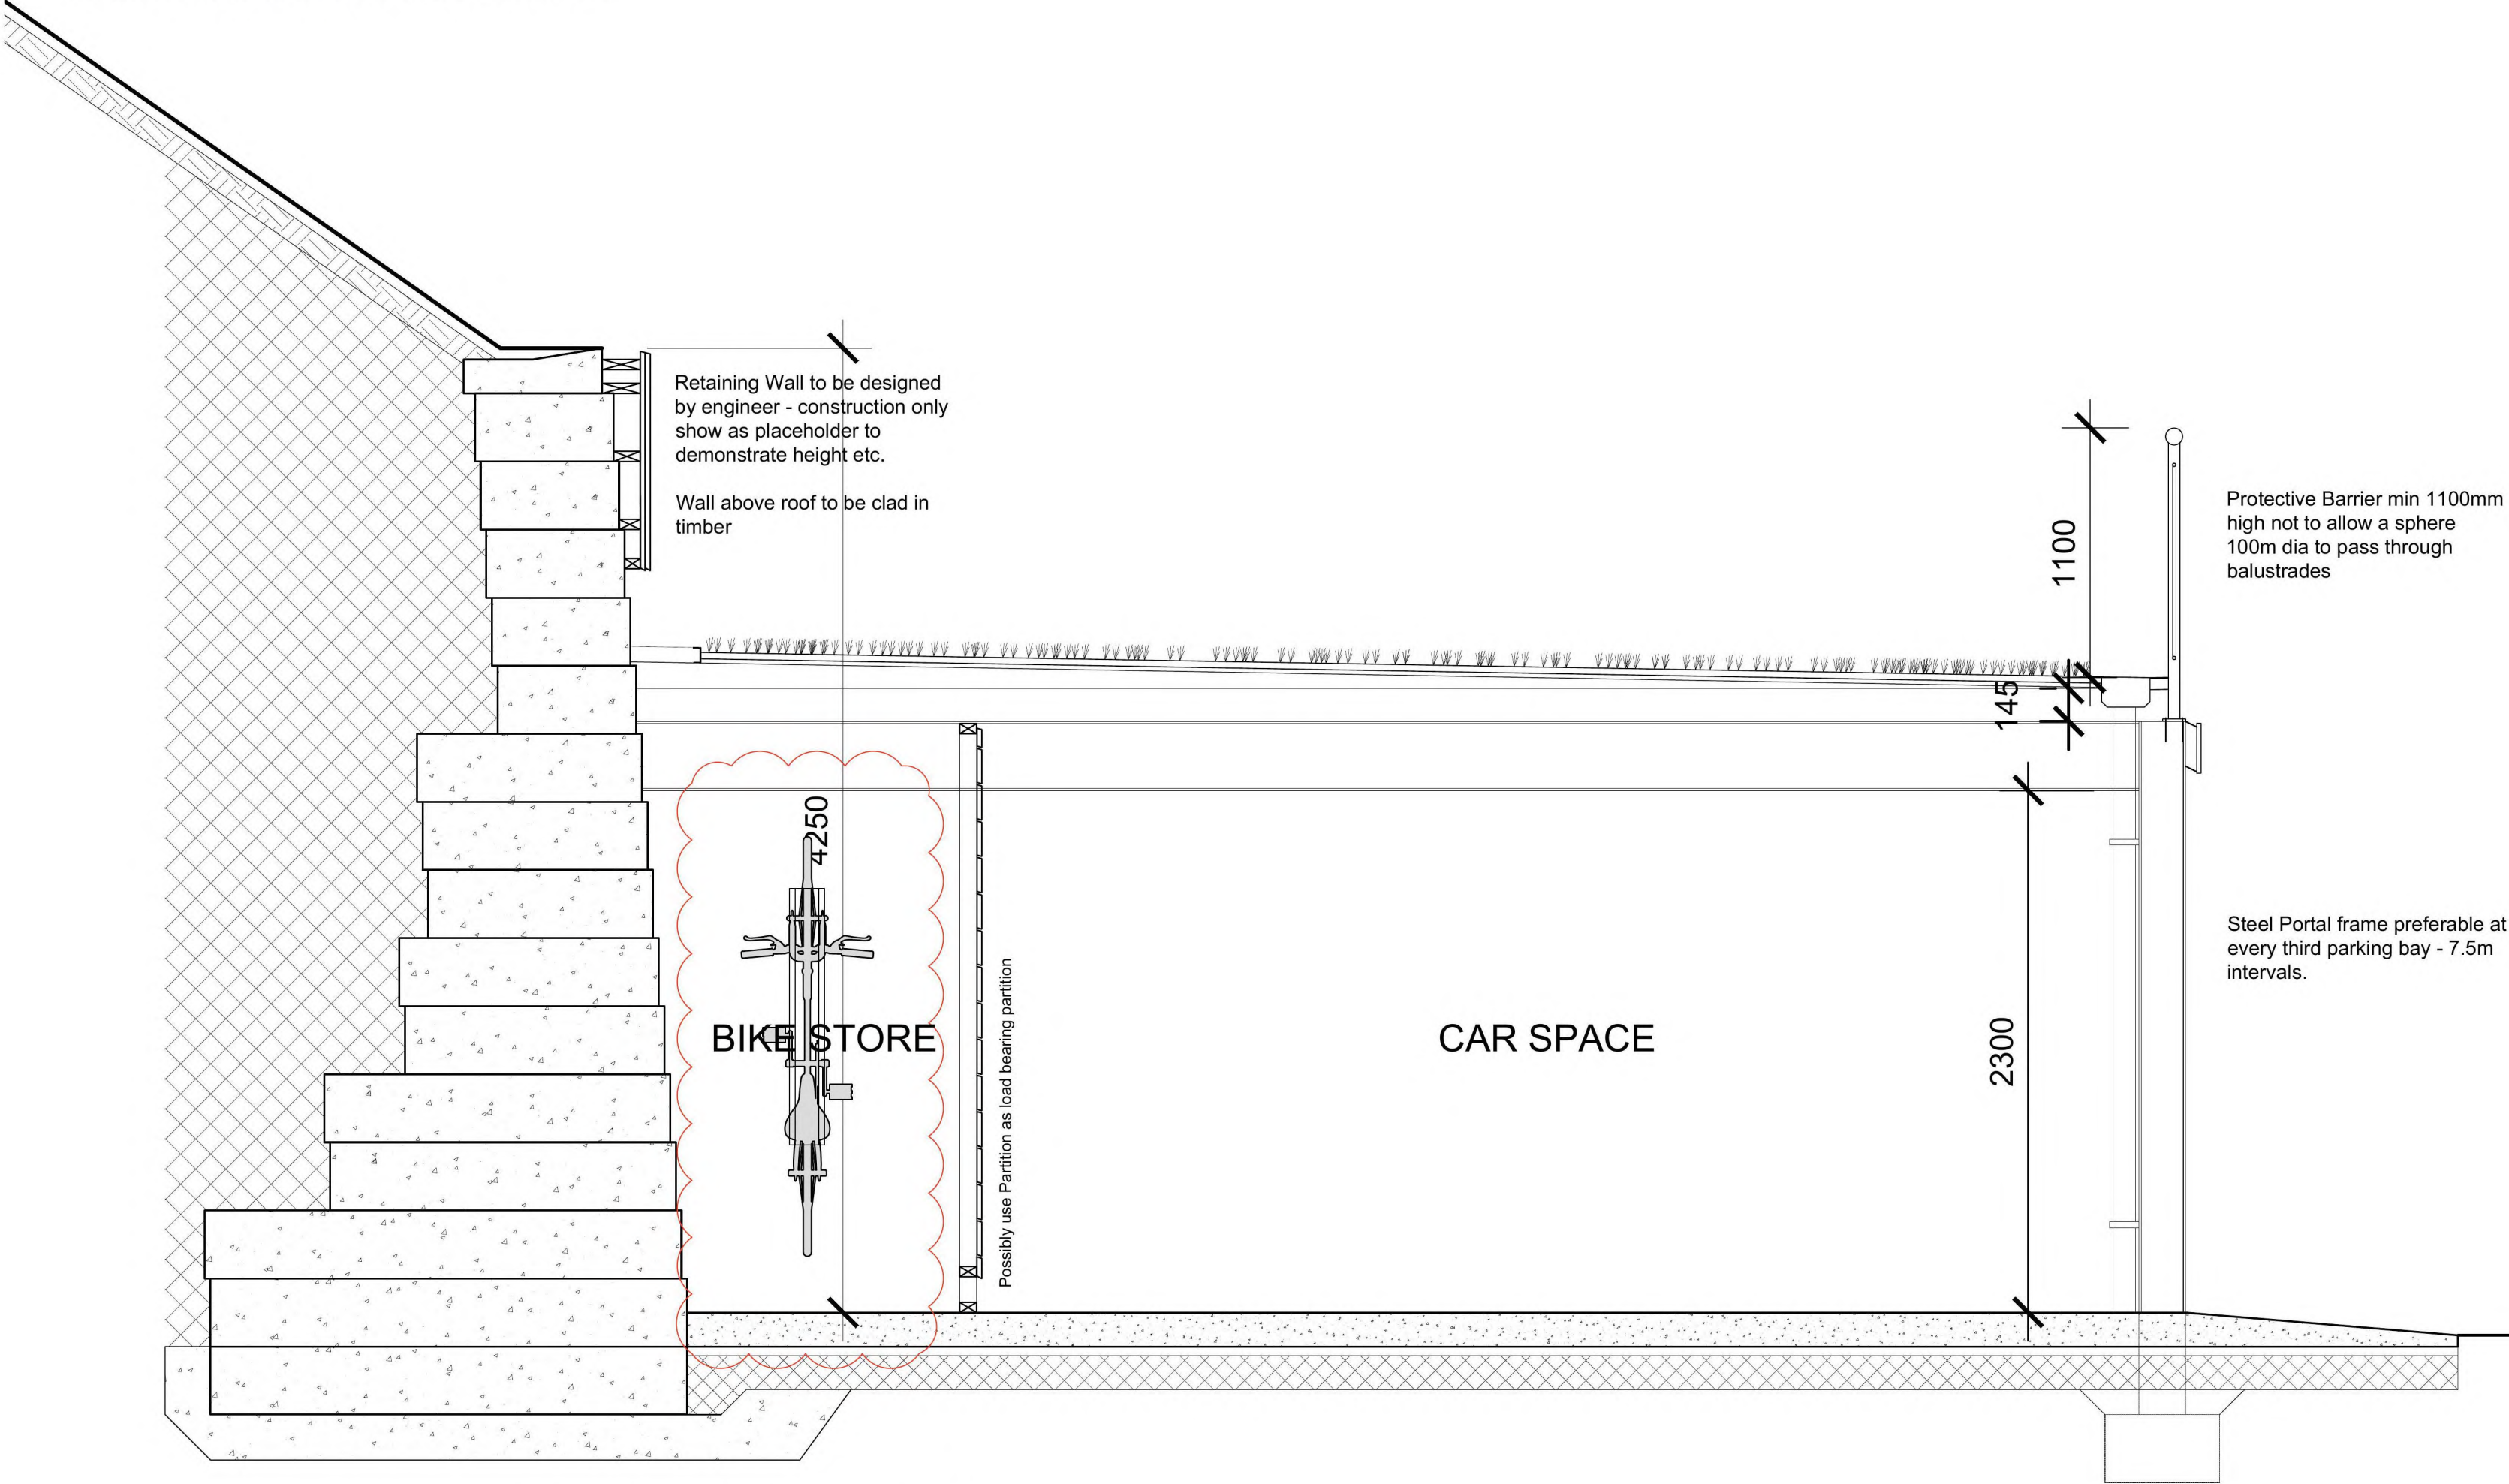 Retaining Wall to be designed
by engineer - construction only
show as placeholder to
demonstrate height etc.
Wall above roof to be clad in
timber
1100
Protective Barrier min 1100mm
high not to allow a sphere
100m dia to pass through
balustrades
145
4250
Steel Portal frame preferable at
every third parking bay - 7.5m
intervals.
BIKE STORE
Possibly use Partition as load bearing partition
CAR SPACE
2300